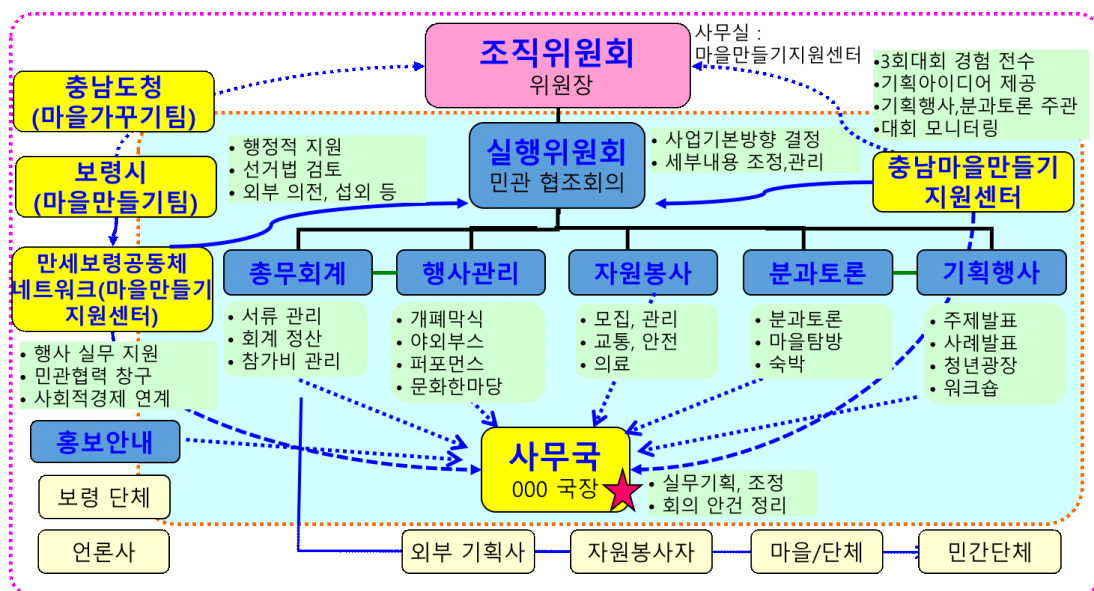 조직위원회
위원장
사무실 :
마을만들기지원센터
•3회대회 경험 전수
•기획아이디어 제공
•기획행사,분과토론 주관
•대회 모니터링
충남도청
(마을가꾸기팀)
• 행정적 지원
• 선거법 검토
• 외부 의전, 섭외 등
실행위원회
민관 협조회의
• 사업기본방향 결정
• 세부내용 조정,관리
보령시
(마을만들기팀)
충남마을만들기
지원센터
만세보령공동체
네트워크(마을만들기
지원센터)
총무회계
행사관리
자원봉사
분과토론
기획행사
• 서류 관리
• 회계 정산
• 참가비 관리
• 개폐막식
• 야외부스
• 퍼포먼스
• 문화한마당
• 모집, 관리
• 교통, 안전
• 의료
• 분과토론
• 마을탐방
• 숙박
• 주제발표
• 사례발표
• 청년광장
• 워크숍
• 행사 실무 지원
• 민관협력 창구
• 사회적경제 연계
홍보안내
사무국
000 국장
• 실무기획, 조정
• 회의 안건 정리
보령 단체
언론사
외부 기획사
자원봉사자
마을/단체
민간단체